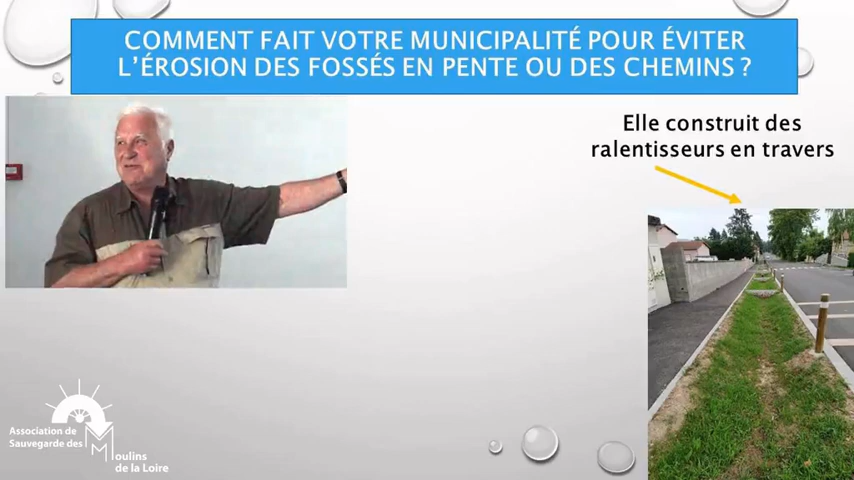 COMMENT FAIT VOTRE MUNICIPALITÉ POUR ÉVITER
L'ÉROSION DES FOSSÉS EN PENTE OU DES CHEMINS ?
Elle construit des
ralentisseurs en travers
Association de
Sauvegarde des
Moulins
de la Loire